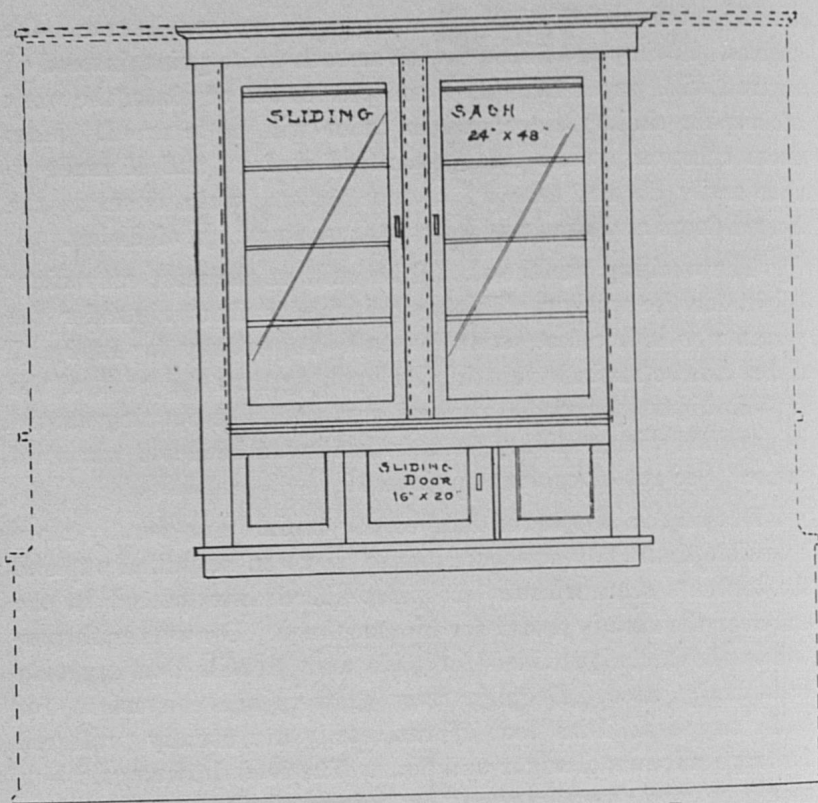 SLIDING SASH
24" X 48"
SLIDING
DOOR
16" X 20"